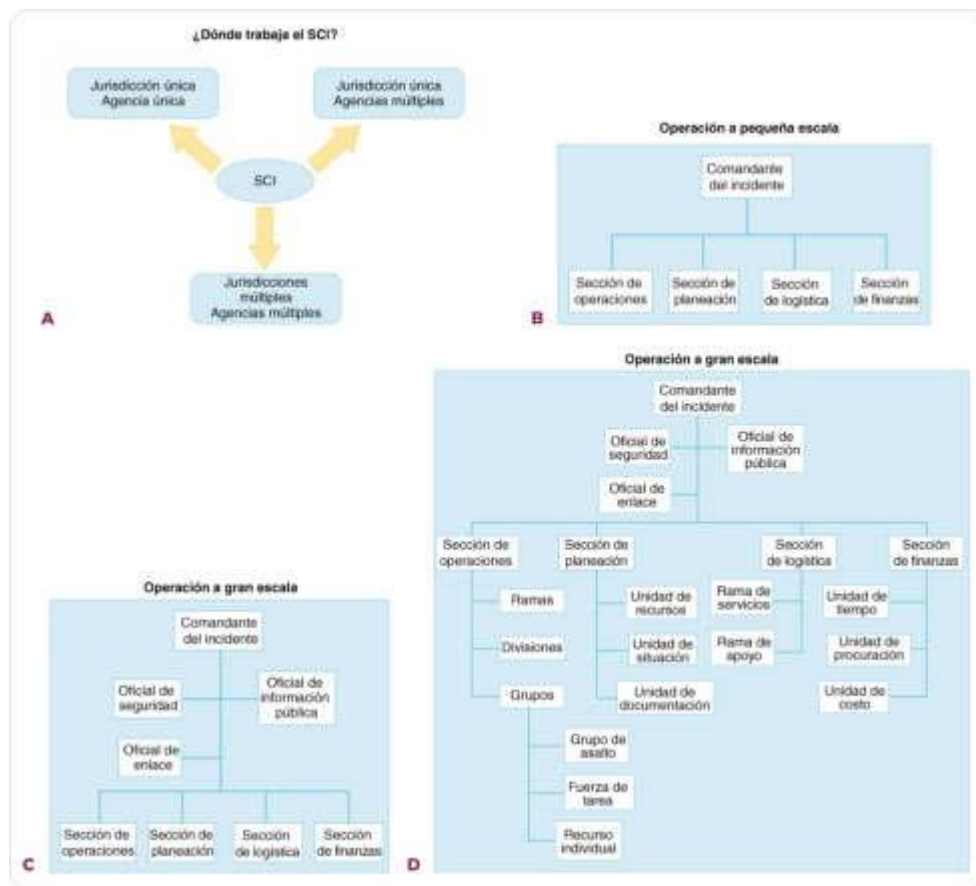 ¿Dónde trabaja el SCI?
Jurisdicción única
Agencia única
Jurisdicción única
Agencias múltiples
SCI
Jurisdicciones
múltiples
Agencias múltiples
A
Operación a pequeña escala
Comandante
del incidente
Sección de
operaciones
Sección de
planeación
Sección
de logística
Sección
de finanzas
B
Operación a gran escala
Comandante
del incidente
Oficial de
seguridad
Oficial de
información
pública
Oficial de
enlace
Sección de
operaciones
Sección de
planeación
Sección
de logística
Sección
de finanzas
C
Operación a gran escala
Comandante
del incidente
Oficial de
seguridad
Oficial de
información
pública
Oficial de
enlace
Sección de
operaciones
Sección de
planeación
Sección
de logística
Sección
de finanzas
Ramas
Divisiones
Grupos
Grupo de
asalto
Fuerza de
tarea
Recurso
individual
Unidad de
recursos
Unidad de
situación
Unidad de
documentación
Rama de
servicios
Rama de
apoyo
Unidad de
tiempo
Unidad de
procuración
Unidad de
costo
D